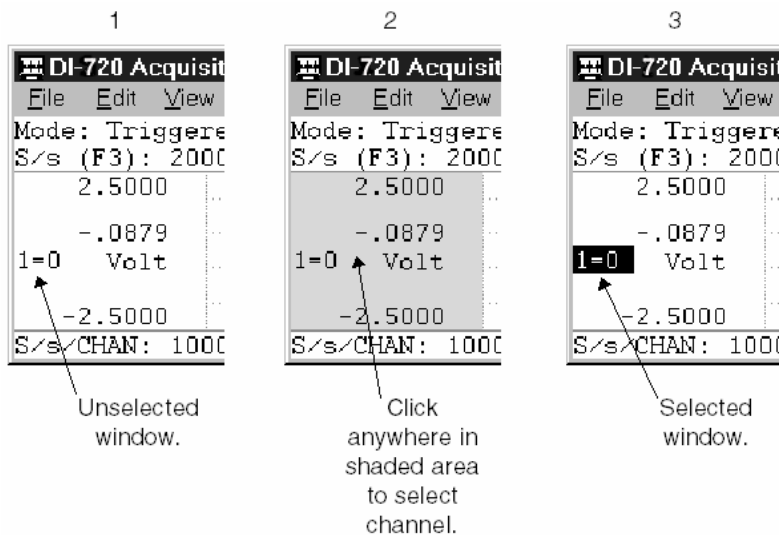 1
DI-720 Acquisit
File Edit View
Mode: Triggere
S/s (F3): 2000
2.5000
-.0879
1=0 Volt
-2.5000
S/s/CHAN: 1000
Unselected
window.
2
DI-720 Acquisit
File Edit View
Mode: Triggere
S/s (F3): 2000
2.5000
-.0879
1=0 Volt
-2.5000
S/s/CHAN: 1000
Click
anywhere in
shaded area
to select
channel.
3
DI-720 Acquisit
File Edit View
Mode: Triggere
S/s (F3): 2000
2.5000
-.0879
1=0 Volt
-2.5000
S/s/CHAN: 1000
Selected
window.